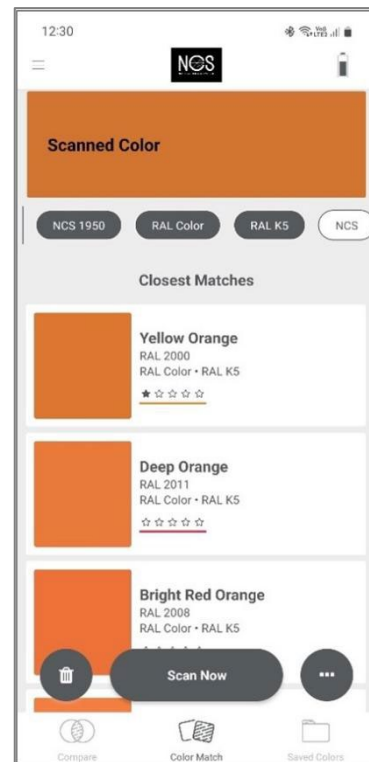 12:30
NCS
Scanned Color
NCS 1950
RAL Color
RAL K5
NCS
Closest Matches
Yellow Orange
RAL 2000
RAL Color • RAL K5
Deep Orange
RAL 2011
RAL Color • RAL K5
Bright Red Orange
RAL 2008
RAL Color • RAL K5
Scan Now
Compare
Color Match
Saved Colors